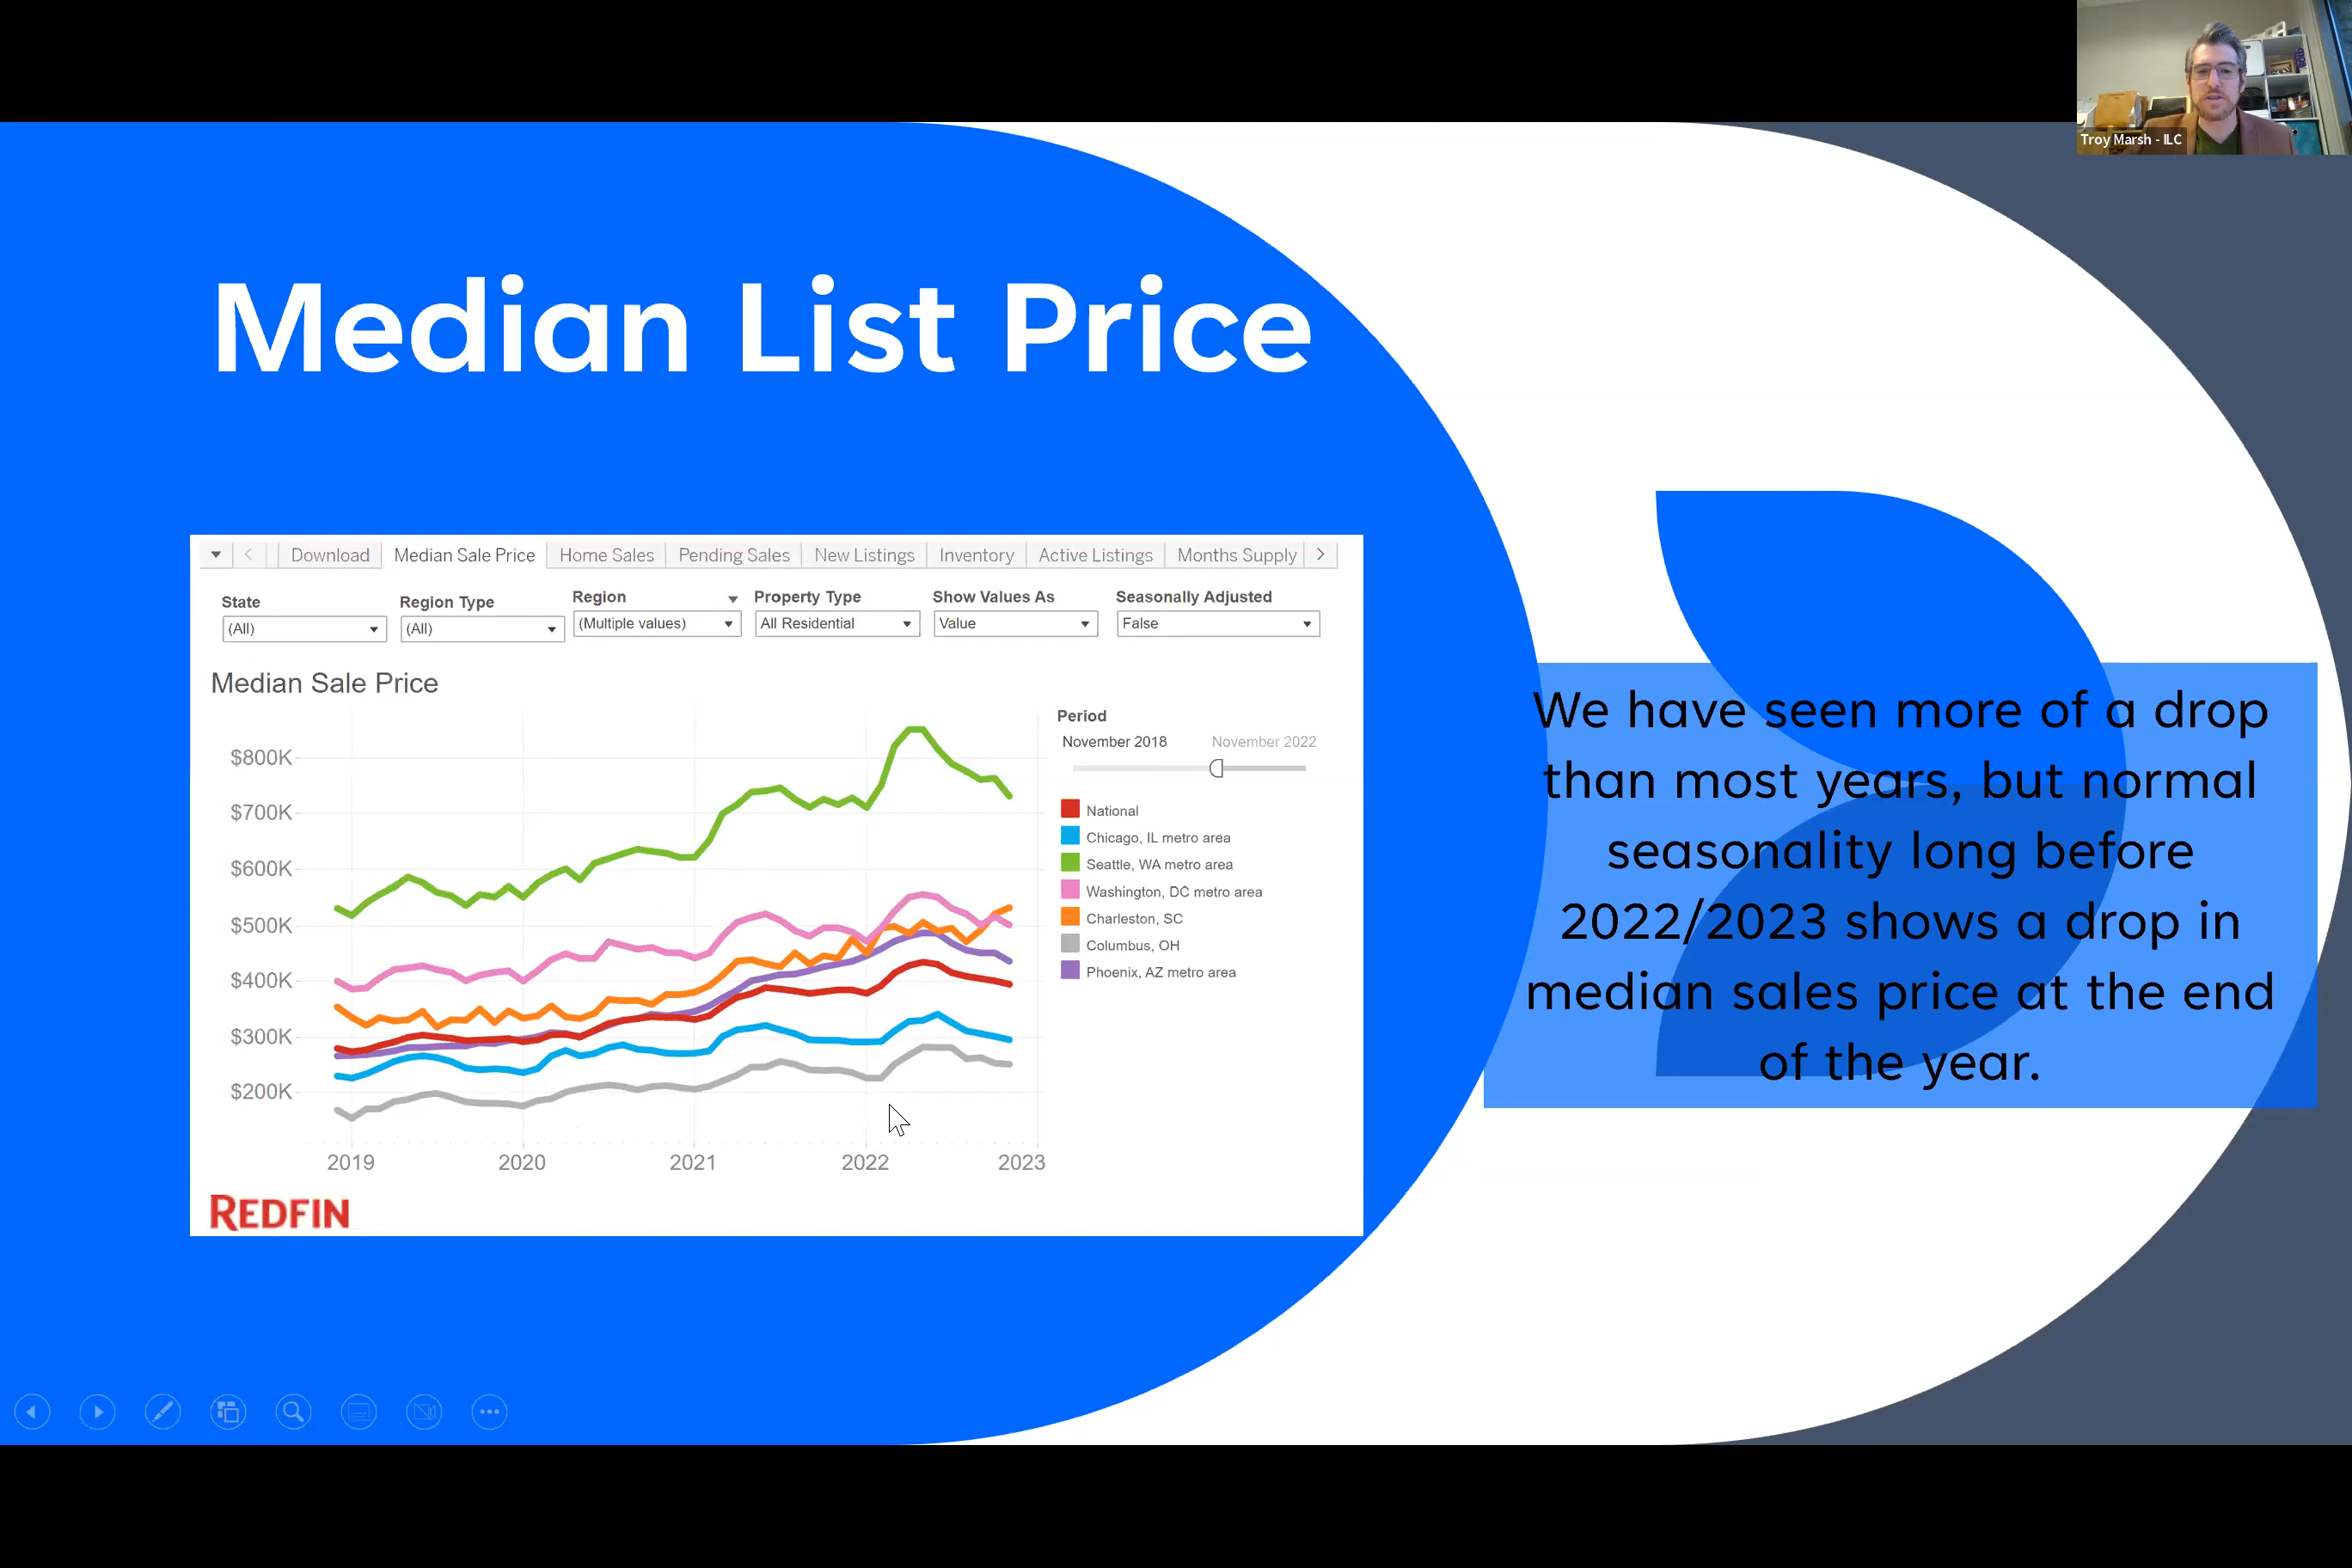 Troy Marsh - ILC
Median List Price
Download Median Sale Price Home Sales Pending Sales New Listings Inventory Active Listings Months Supply
State Region Type Region Property Type Show Values As Seasonally Adjusted
(All) (All) (Multiple values) All Residential Value False
Median Sale Price
$800K
$700K
$600K
$500K
$400K
$300K
$200K
2019 2020 2021 2022 2023
Period
November 2018 November 2022
National
Chicago, IL metro area
Seattle, WA metro area
Washington, DC metro area
Charleston, SC
Columbus, OH
Phoenix, AZ metro area
REDFIN
We have seen more of a drop
than most years, but normal
seasonality long before
2022/2023 shows a drop in
median sales price at the end
of the year.